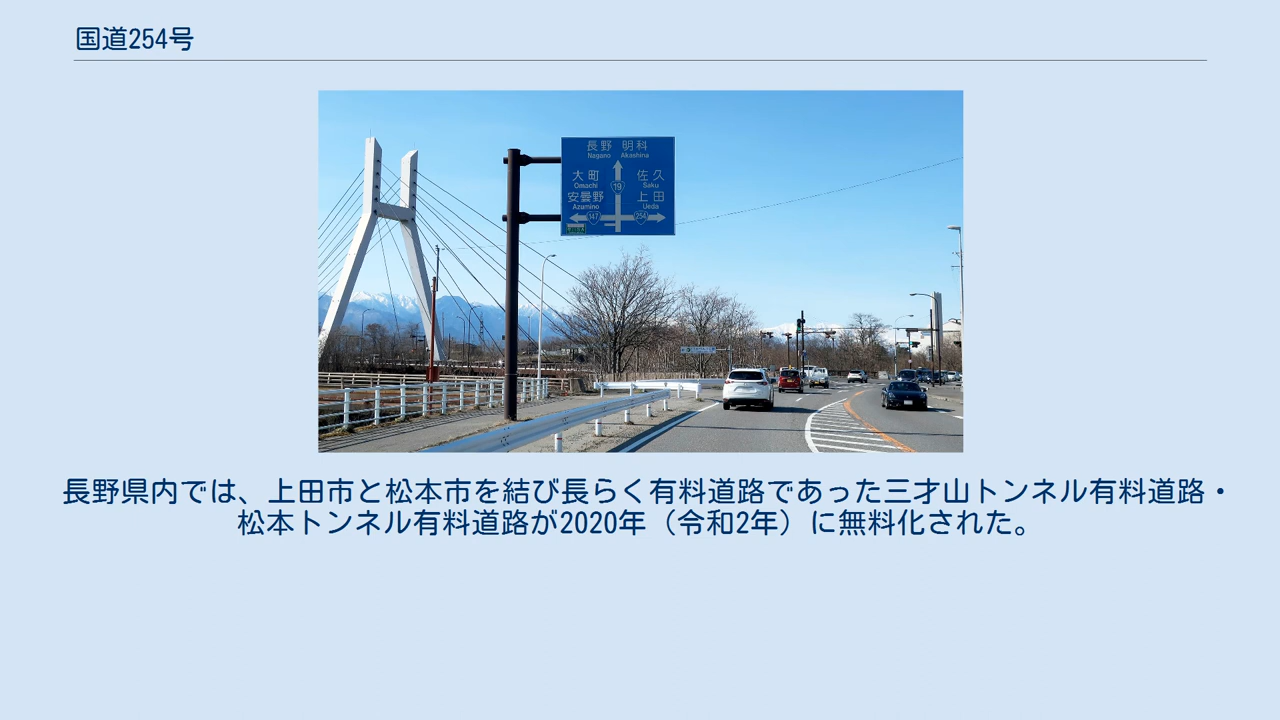 国道254号
長野 明科
Nagano Akashina
大町 佐久
Omachi Saku
19
安曇野 上田
Azumino Ueda
147 254
長野県内では、上田市と松本市を結び長らく有料道路であった三才山トンネル有料道路・
松本トンネル有料道路が2020年（令和2年）に無料化された。